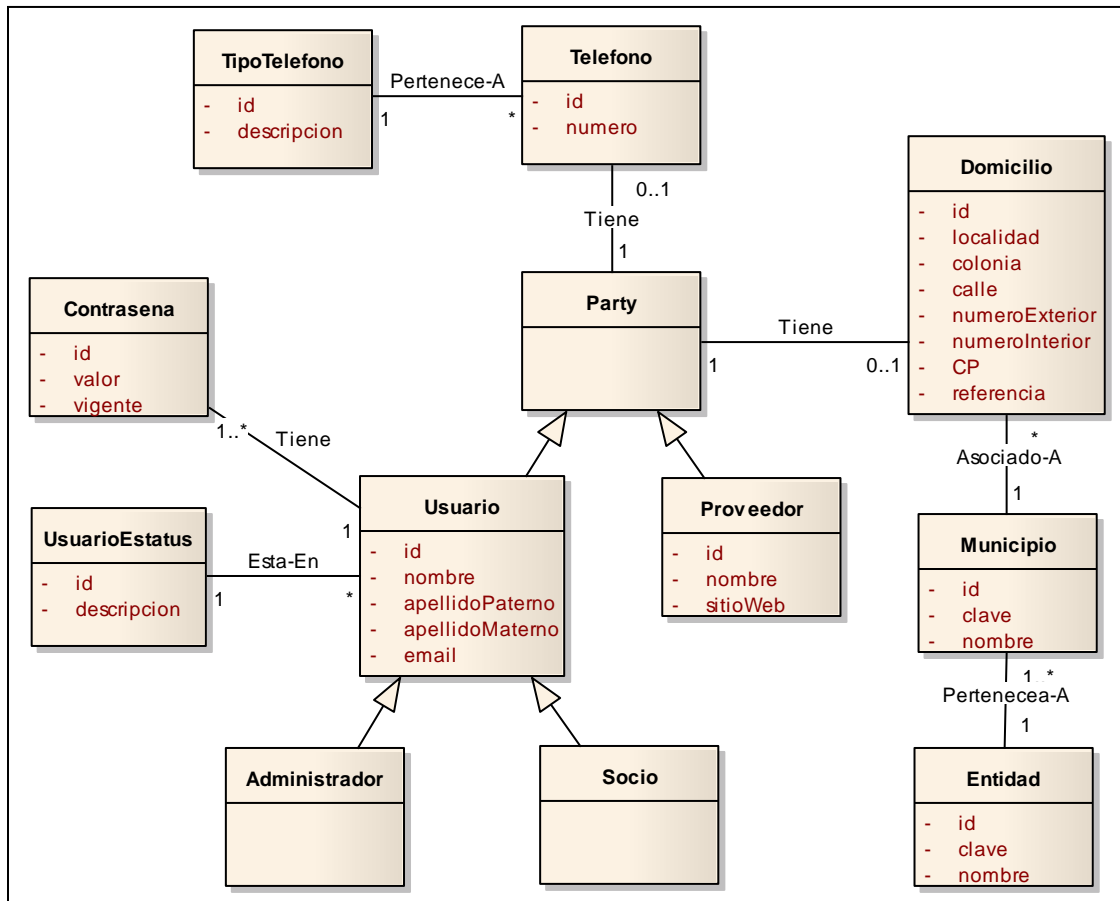 TipoTelefono
- id
- descripcion
Pertenece-A
1
*
Telefono
- id
- numero
0..1
Tiene
1
Domicilio
- id
- localidad
- colonia
- calle
- numeroExterior
- numeroInterior
- CP
- referencia
Party
Tiene
1
0..1
Contrasena
- id
- valor
- vigente
1..*
Tiene
1
*
Asociado-A
1
Usuario
- id
- nombre
- apellidoPaterno
- apellidoMaterno
- email
Proveedor
- id
- nombre
- sitioWeb
UsuarioEstatus
- id
- descripcion
Esta-En
1
*
Municipio
- id
- clave
- nombre
1..*
Pertenecea-A
1
Administrador
Socio
Entidad
- id
- clave
- nombre